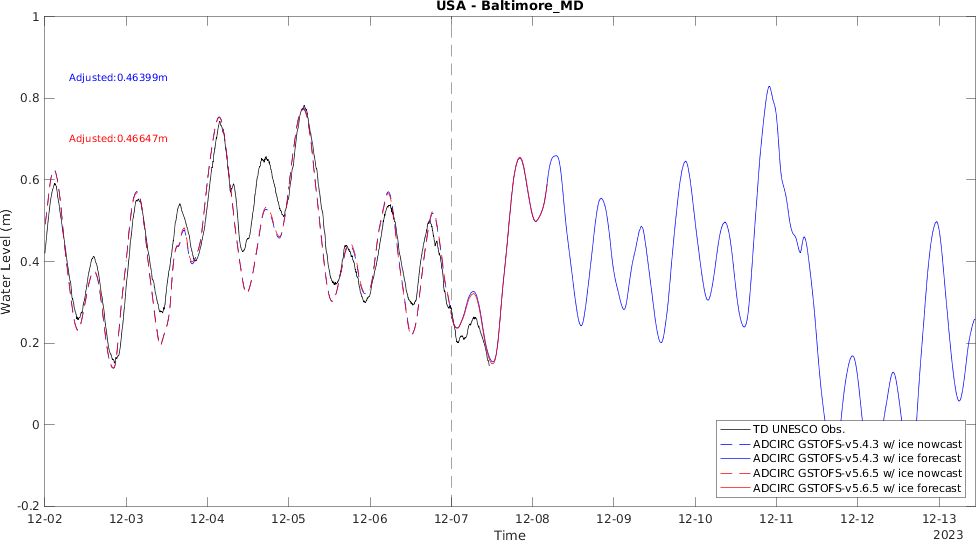 USA - Baltimore_MD
1
0.8
0.6
0.4
0.2
0
-0.2
Water Level (m)
Adjusted:0.46399m
Adjusted:0.46647m
TD UNESCO Obs.
ADCIRC GSTOFS-v5.4.3 w/ ice nowcast
ADCIRC GSTOFS-v5.4.3 w/ ice forecast
ADCIRC GSTOFS-v5.6.5 w/ ice nowcast
ADCIRC GSTOFS-v5.6.5 w/ ice forecast
12-02 12-03 12-04 12-05 12-06 12-07 12-08 12-09 12-10 12-11 12-12 12-13
Time
2023